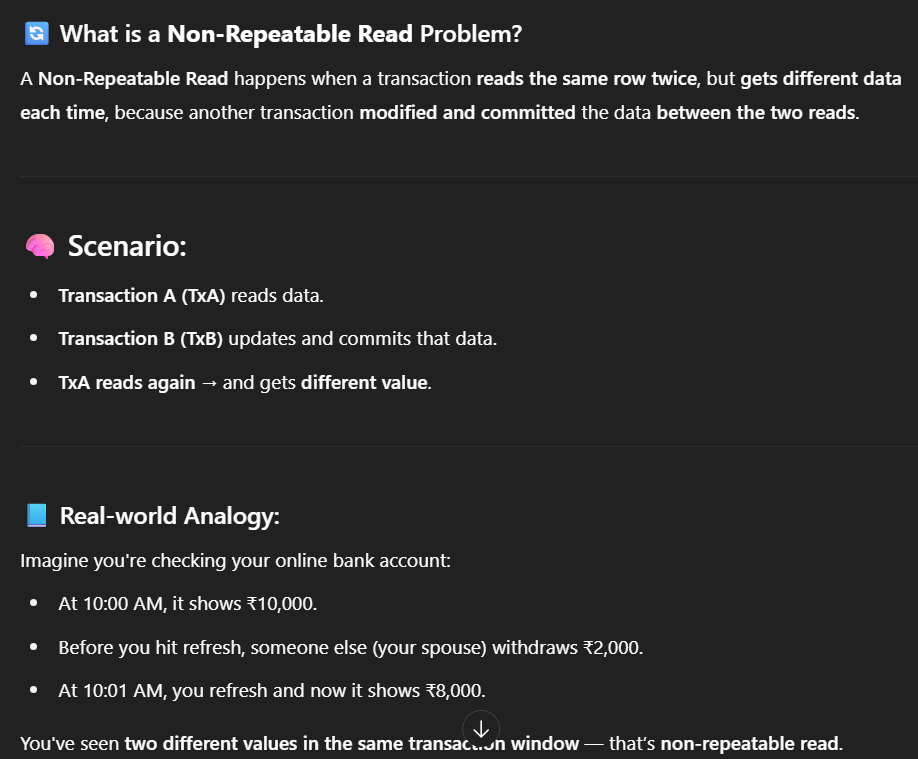 🔄 What is a Non-Repeatable Read Problem?
A Non-Repeatable Read happens when a transaction reads the same row twice, but gets different data
each time, because another transaction modified and committed the data between the two reads.
🧠 Scenario:
• Transaction A (TxA) reads data.
• Transaction B (TxB) updates and commits that data.
• TxA reads again → and gets different value.
📘 Real-world Analogy:
Imagine you're checking your online bank account:
• At 10:00 AM, it shows ₹10,000.
• Before you hit refresh, someone else (your spouse) withdraws ₹2,000.
• At 10:01 AM, you refresh and now it shows ₹8,000.
You've seen two different values in the same transaction window — that's non-repeatable read.